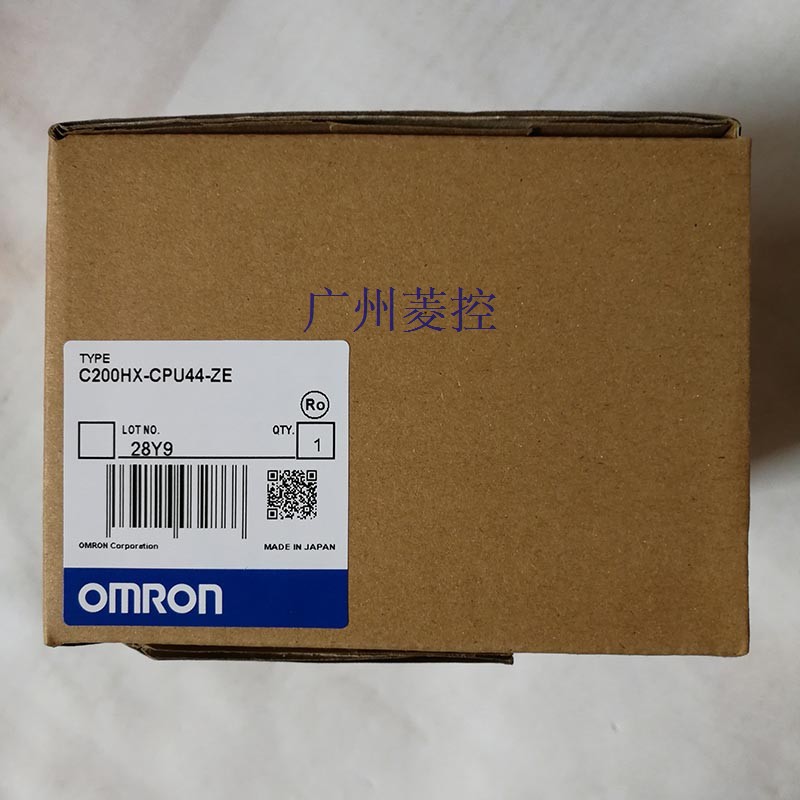 广州菱控
TYPE
C200HX-CPU44-ZE
Ro
LOT NO.
QTY.
28Y9
1
OMRON Corporation
MADE IN JAPAN
OMRON